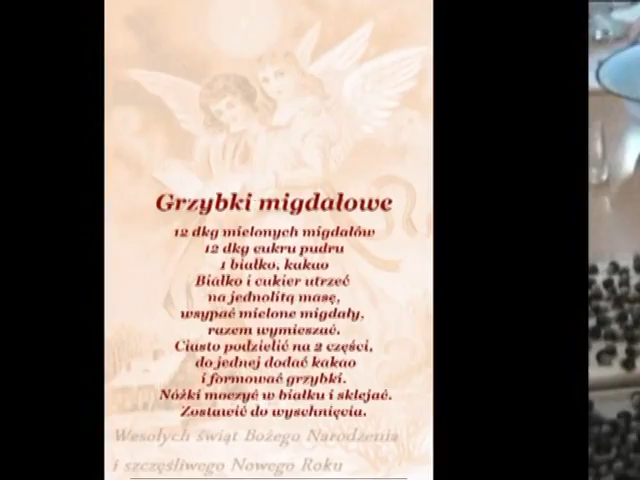 Grzybki migdałowe
12 dkg mielonych migdałów
12 dkg cukru pudru
1 białko, kakao
Białko i cukier utrzeć
na jednolitą masę,
wsypać mielone migdały.
razem wymieszać.
Ciasto podzielić na 2 części,
do jednej dodać kakao
i formować grzybki.
Nóżki moczyć w białku i sklejać.
Zostawić do wyschnięcia.
Wesołych świąt Bożego Narodzenia
i szczęśliwego Nowego Roku